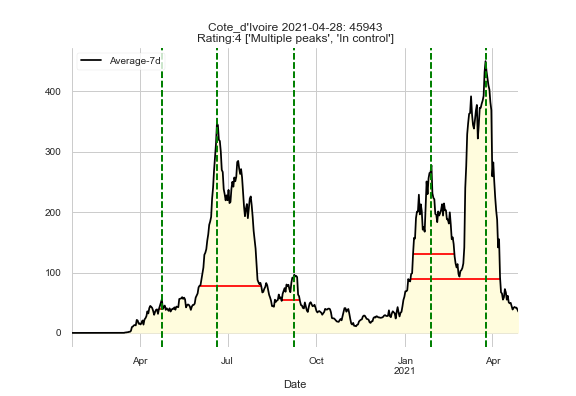 Cote_d'Ivoire 2021-04-28: 45943
Rating:4 ['Multiple peaks', 'In control']
Average-7d
400
300
200
100
0
Apr
Jul
Oct
Jan
2021
Apr
Date